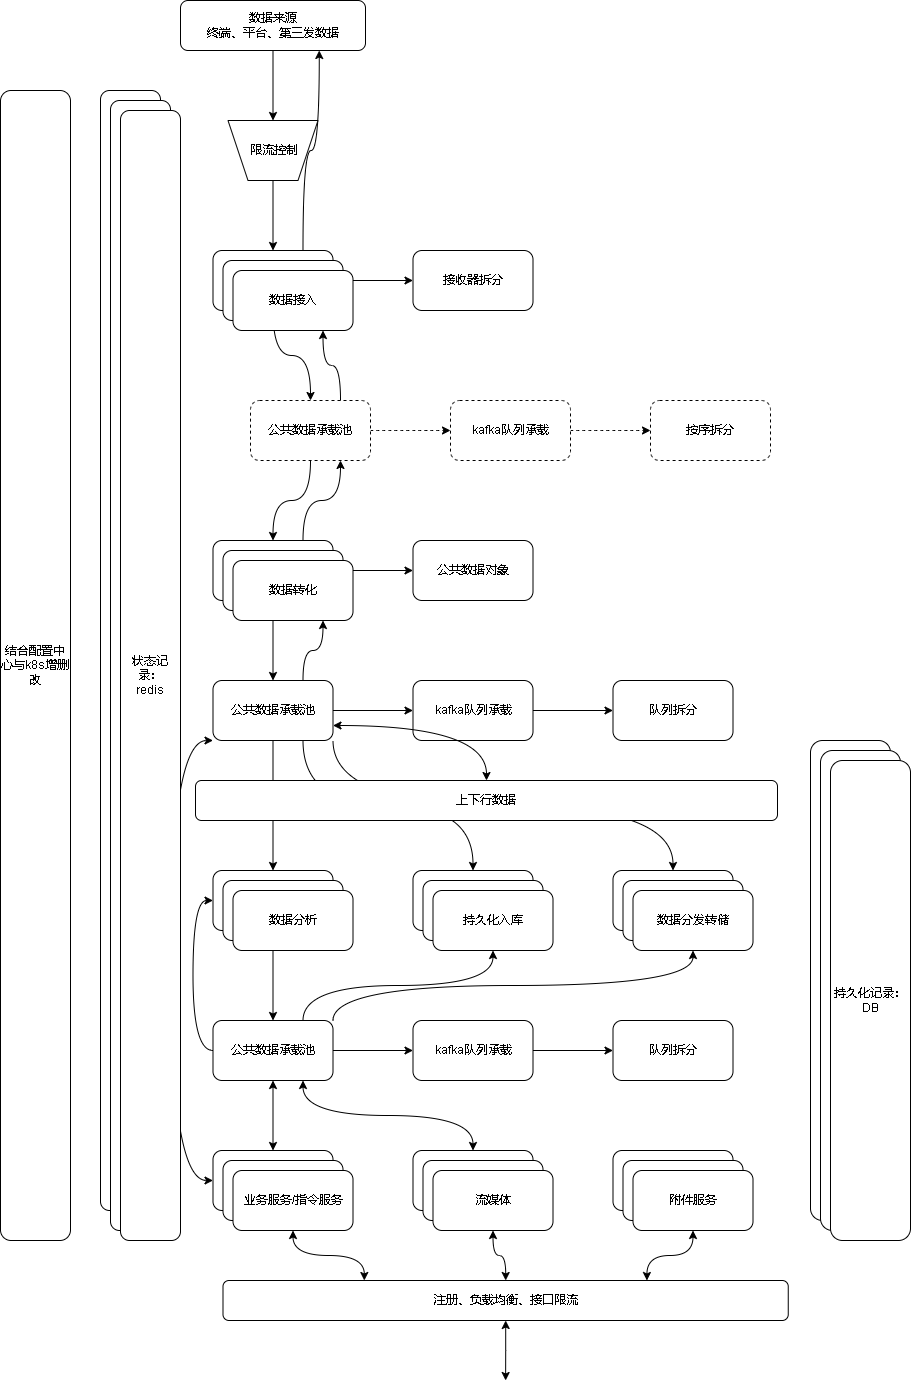 数据来源
终端、平台、第三发数据
限流控制
数据接入
接收器拆分
公共数据承载池
kafka队列承载
按序拆分
数据转化
公共数据对象
结合配置中
心与k8s增删
改
状态记
录：
redis
公共数据承载池
kafka队列承载
队列拆分
上下行数据
数据分析
持久化入库
数据分发转储
持久化记录：
DB
公共数据承载池
kafka队列承载
队列拆分
业务服务/指令服务
流媒体
附件服务
注册、负载均衡、接口限流